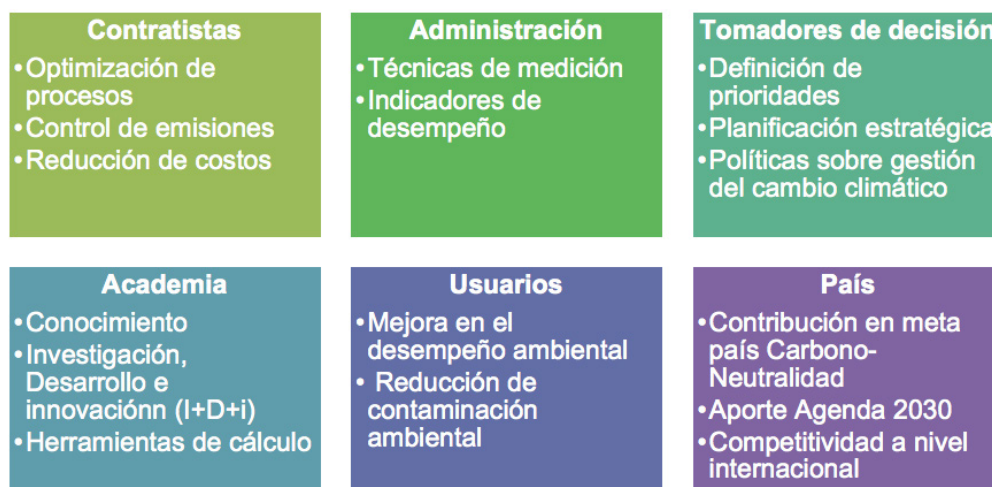 Contratistas
•Optimización de
procesos
•Control de emisiones
•Reducción de costos
Administración
•Técnicas de medición
•Indicadores de
desempeño
Tomadores de decisión
•Definición de
prioridades
•Planificación estratégica
•Políticas sobre gestión
del cambio climático
Academia
•Conocimiento
•Investigación,
Desarrollo e
innovaciónn (I+D+i)
•Herramientas de cálculo
Usuarios
•Mejora en el
desempeño ambiental
• Reducción de
contaminación
ambiental
País
•Contribución en meta
país Carbono-
Neutralidad
•Aporte Agenda 2030
•Competitividad a nivel
internacional